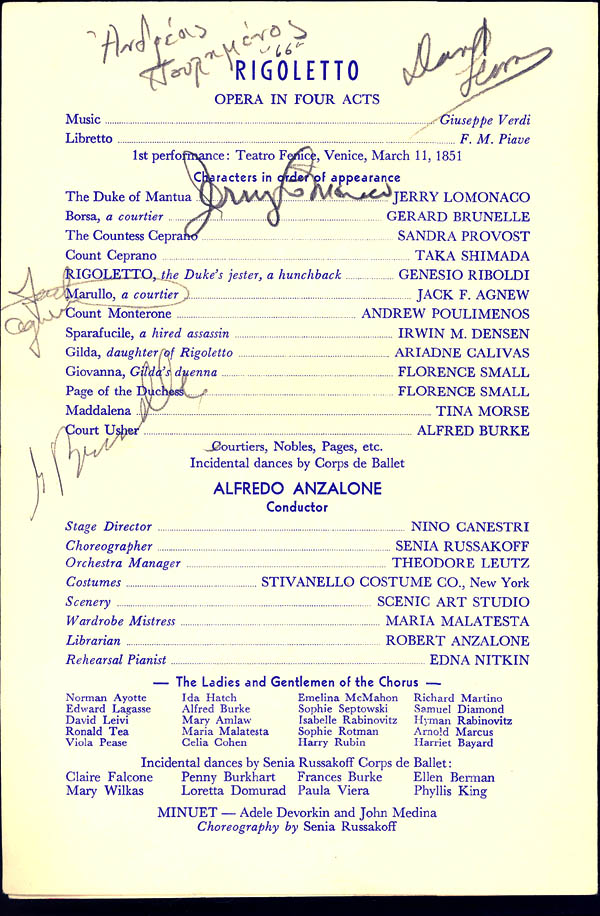 Ἀνδρέας
Πουλημένος
"66"
RIGOLETTO
OPERA IN FOUR ACTS
Music Giuseppe Verdi
Libretto F. M. Piave
1st performance: Teatro Fenice, Venice, March 11, 1851
Characters in order of appearance
Jerry Lomonaco
The Duke of Mantua JERRY LOMONACO
Borsa, a courtier GERARD BRUNELLE
The Countess Ceprano SANDRA PROVOST
Count Ceprano TAKA SHIMADA
RIGOLETTO, the Duke's jester, a hunchback GENESIO RIBOLDI
Marullo, a courtier JACK F. AGNEW
Jack
Agnew
Count Monterone ANDREW POULIMENOS
Sparafucile, a hired assassin IRWIN M. DENSEN
Gilda, daughter of Rigoletto ARIADNE CALIVAS
Giovanna, Gilda's duenna FLORENCE SMALL
Page of the Duchess FLORENCE SMALL
Maddalena TINA MORSE
Court Usher ALFRED BURKE
G Brunelle
Courtiers, Nobles, Pages, etc.
Incidental dances by Corps de Ballet
ALFREDO ANZALONE
Conductor
Stage Director NINO CANESTRI
Choreographer SENIA RUSSAKOFF
Orchestra Manager THEODORE LEUTZ
Costumes STIVANELLO COSTUME CO., New York
Scenery SCENIC ART STUDIO
Wardrobe Mistress MARIA MALATESTA
Librarian ROBERT ANZALONE
Rehearsal Pianist EDNA NITKIN
— The Ladies and Gentlemen of the Chorus —
Norman Ayotte Ida Hatch Emelina McMahon Richard Martino
Edward Lagasse Alfred Burke Sophie Septowski Samuel Diamond
David Leivi Mary Amlaw Isabelle Rabinovitz Hyman Rabinovitz
Ronald Tea Maria Malatesta Sophie Rotman Arnold Marcus
Viola Pease Celia Cohen Harry Rubin Harriet Bayard
Incidental dances by Senia Russakoff Corps de Ballet:
Claire Falcone Penny Burkhart Frances Burke Ellen Berman
Mary Wilkas Loretta Domurad Paula Viera Phyllis King
MINUET — Adele Devorkin and John Medina
Choreography by Senia Russakoff